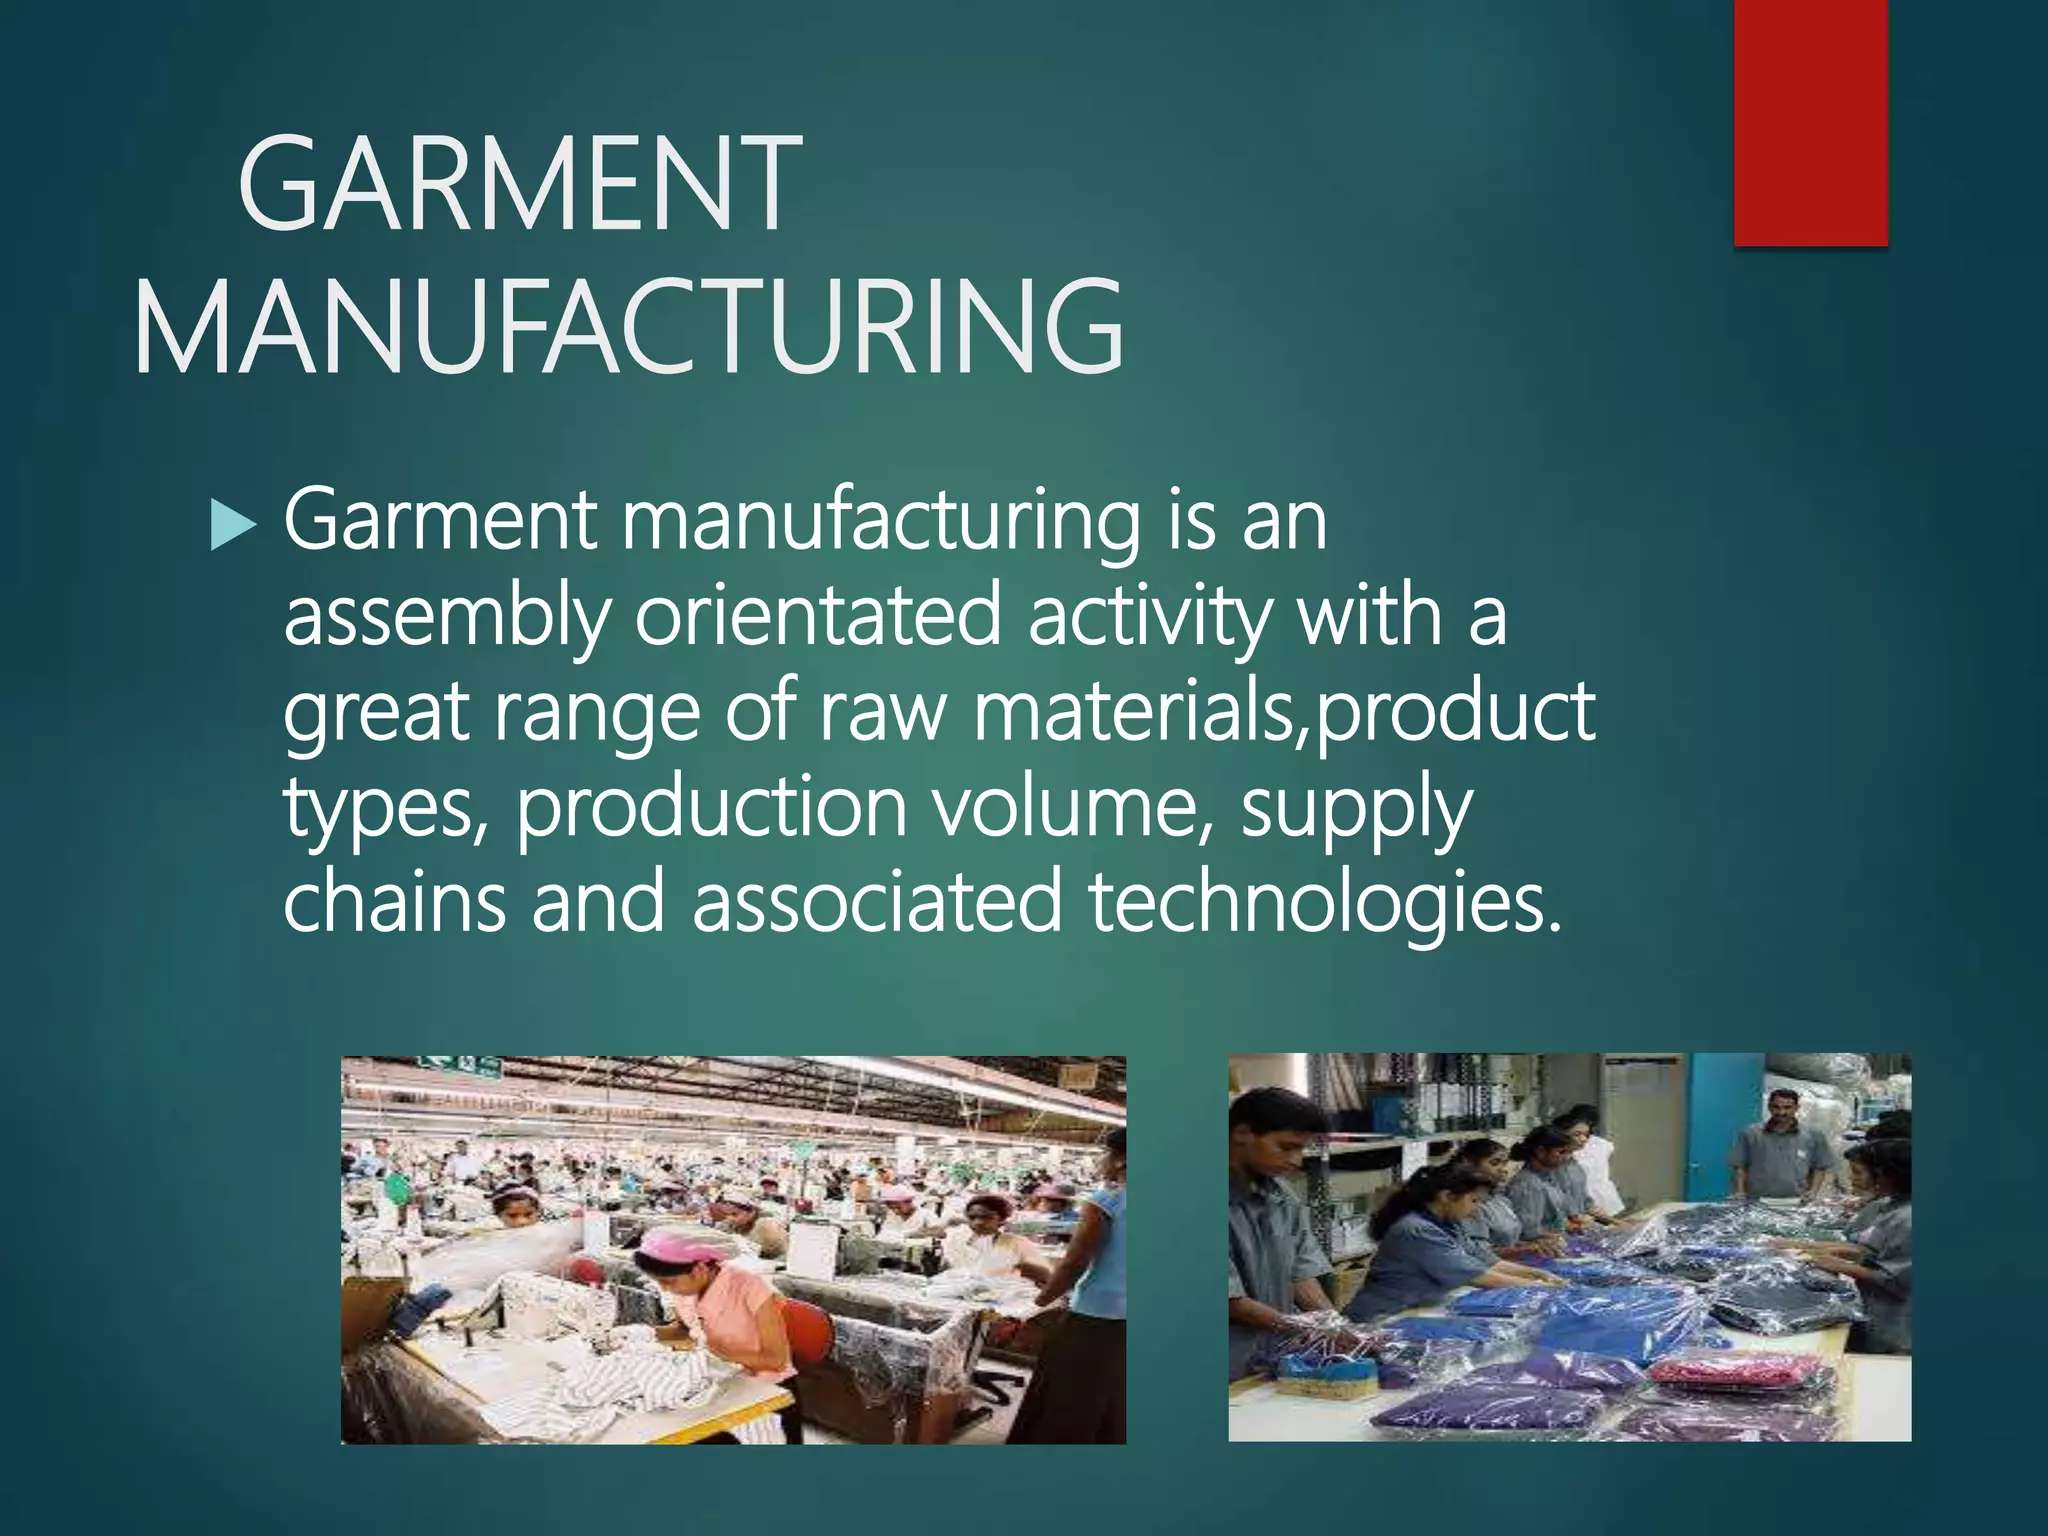 GARMENT
MANUFACTURING
Garment manufacturing is an
assembly orientated activity with a
great range of raw materials,product
types, production volume, supply
chains and associated technologies.